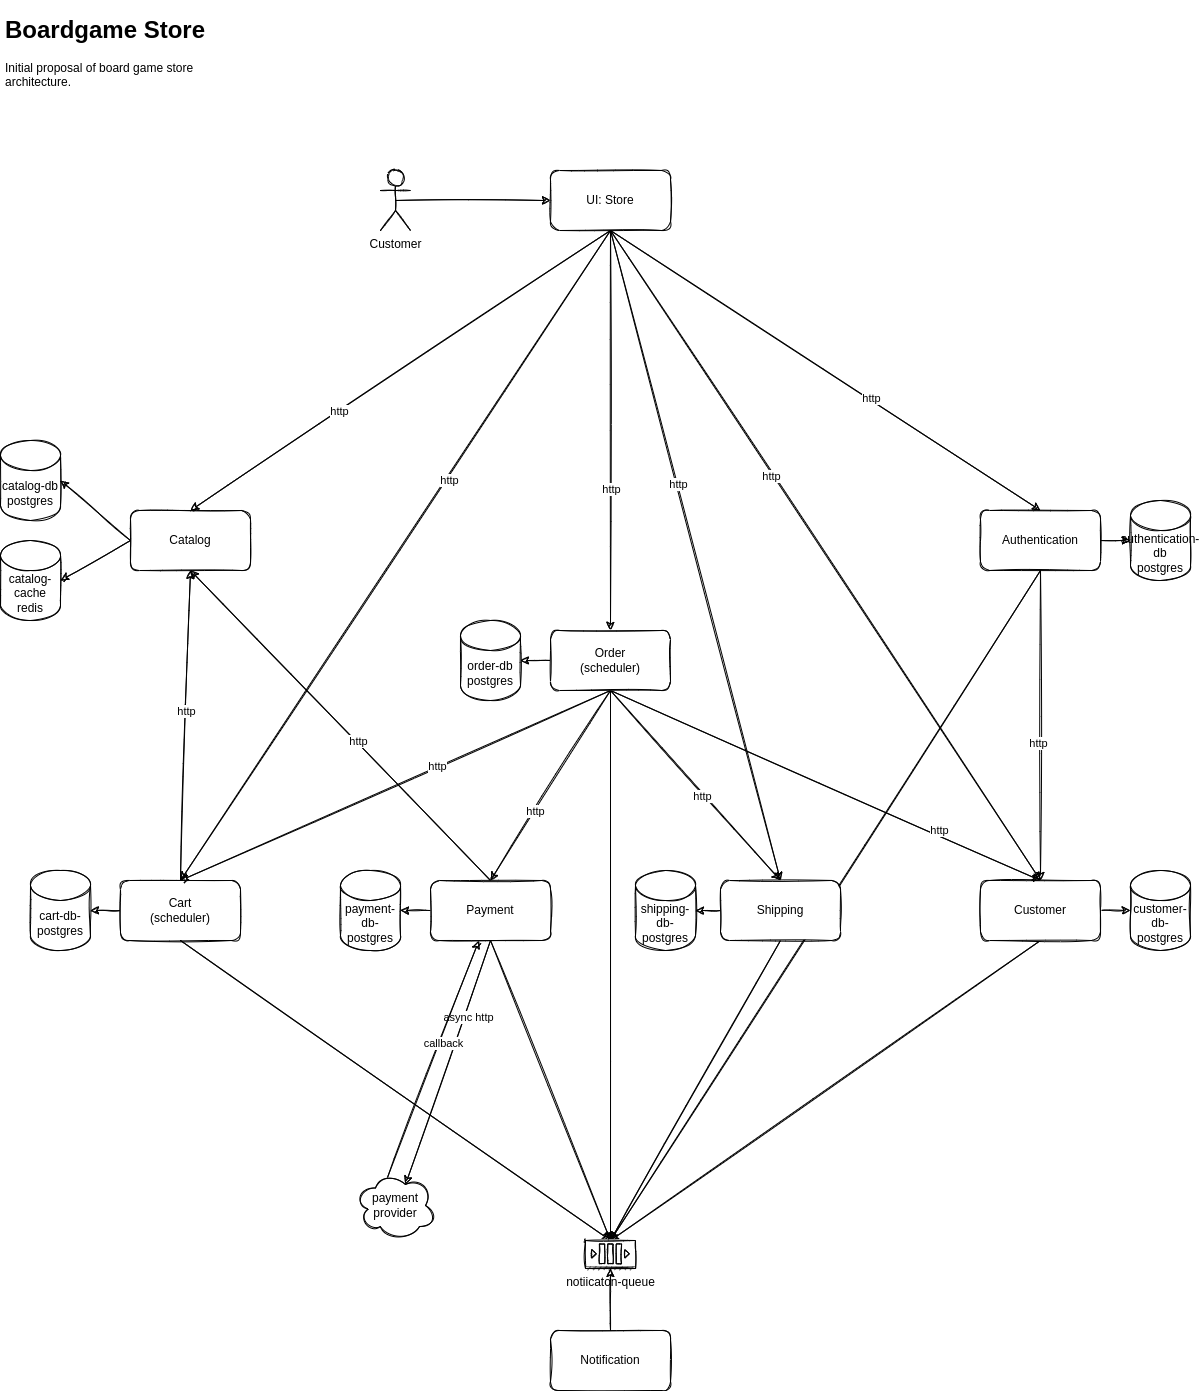 Boardgame Store
Initial proposal of board game store
architecture.
Customer
UI: Store
http
http
http
http
http
http
catalog-db
postgres
catalog-
cache
redis
Catalog
Authentication
authentication-
db
postgres
order-db
postgres
Order
(scheduler)
http
http
http
http
http
http
http
cart-db-
postgres
Cart
(scheduler)
payment-
db-
postgres
Payment
shipping-
db-
postgres
Shipping
Customer
customer-
db-
postgres
async http
callback
payment
provider
notiicaton-queue
Notification